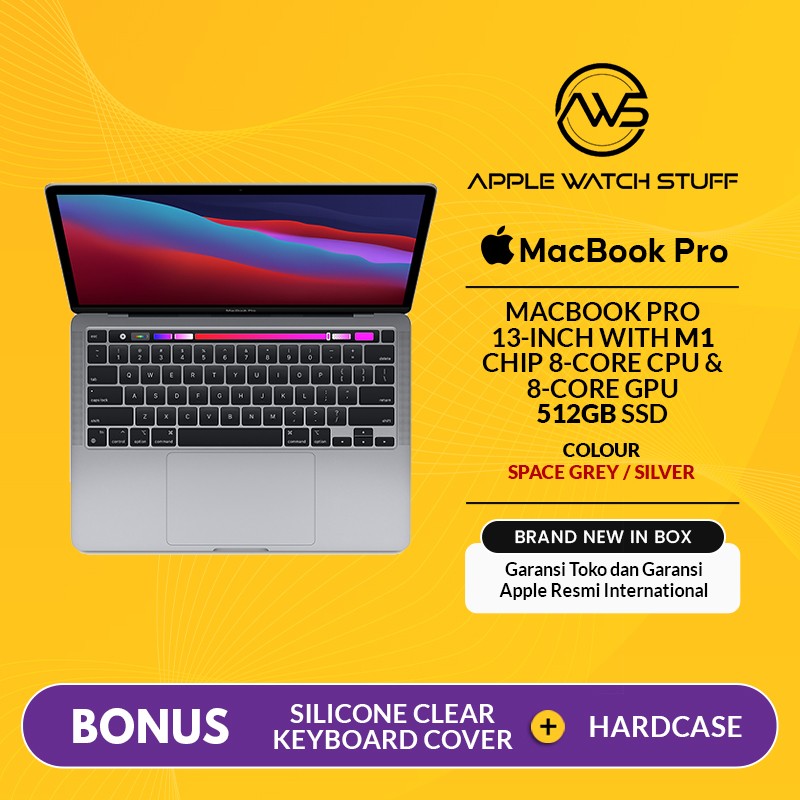 AWS
APPLE WATCH STUFF
MacBook Pro
MACBOOK PRO
13-INCH WITH M1
CHIP 8-CORE CPU &
8-CORE GPU
512GB SSD
COLOUR
SPACE GREY / SILVER
BRAND NEW IN BOX
Garansi Toko dan Garansi
Apple Resmi International
BONUS
SILICONE CLEAR
KEYBOARD COVER
+
HARDCASE